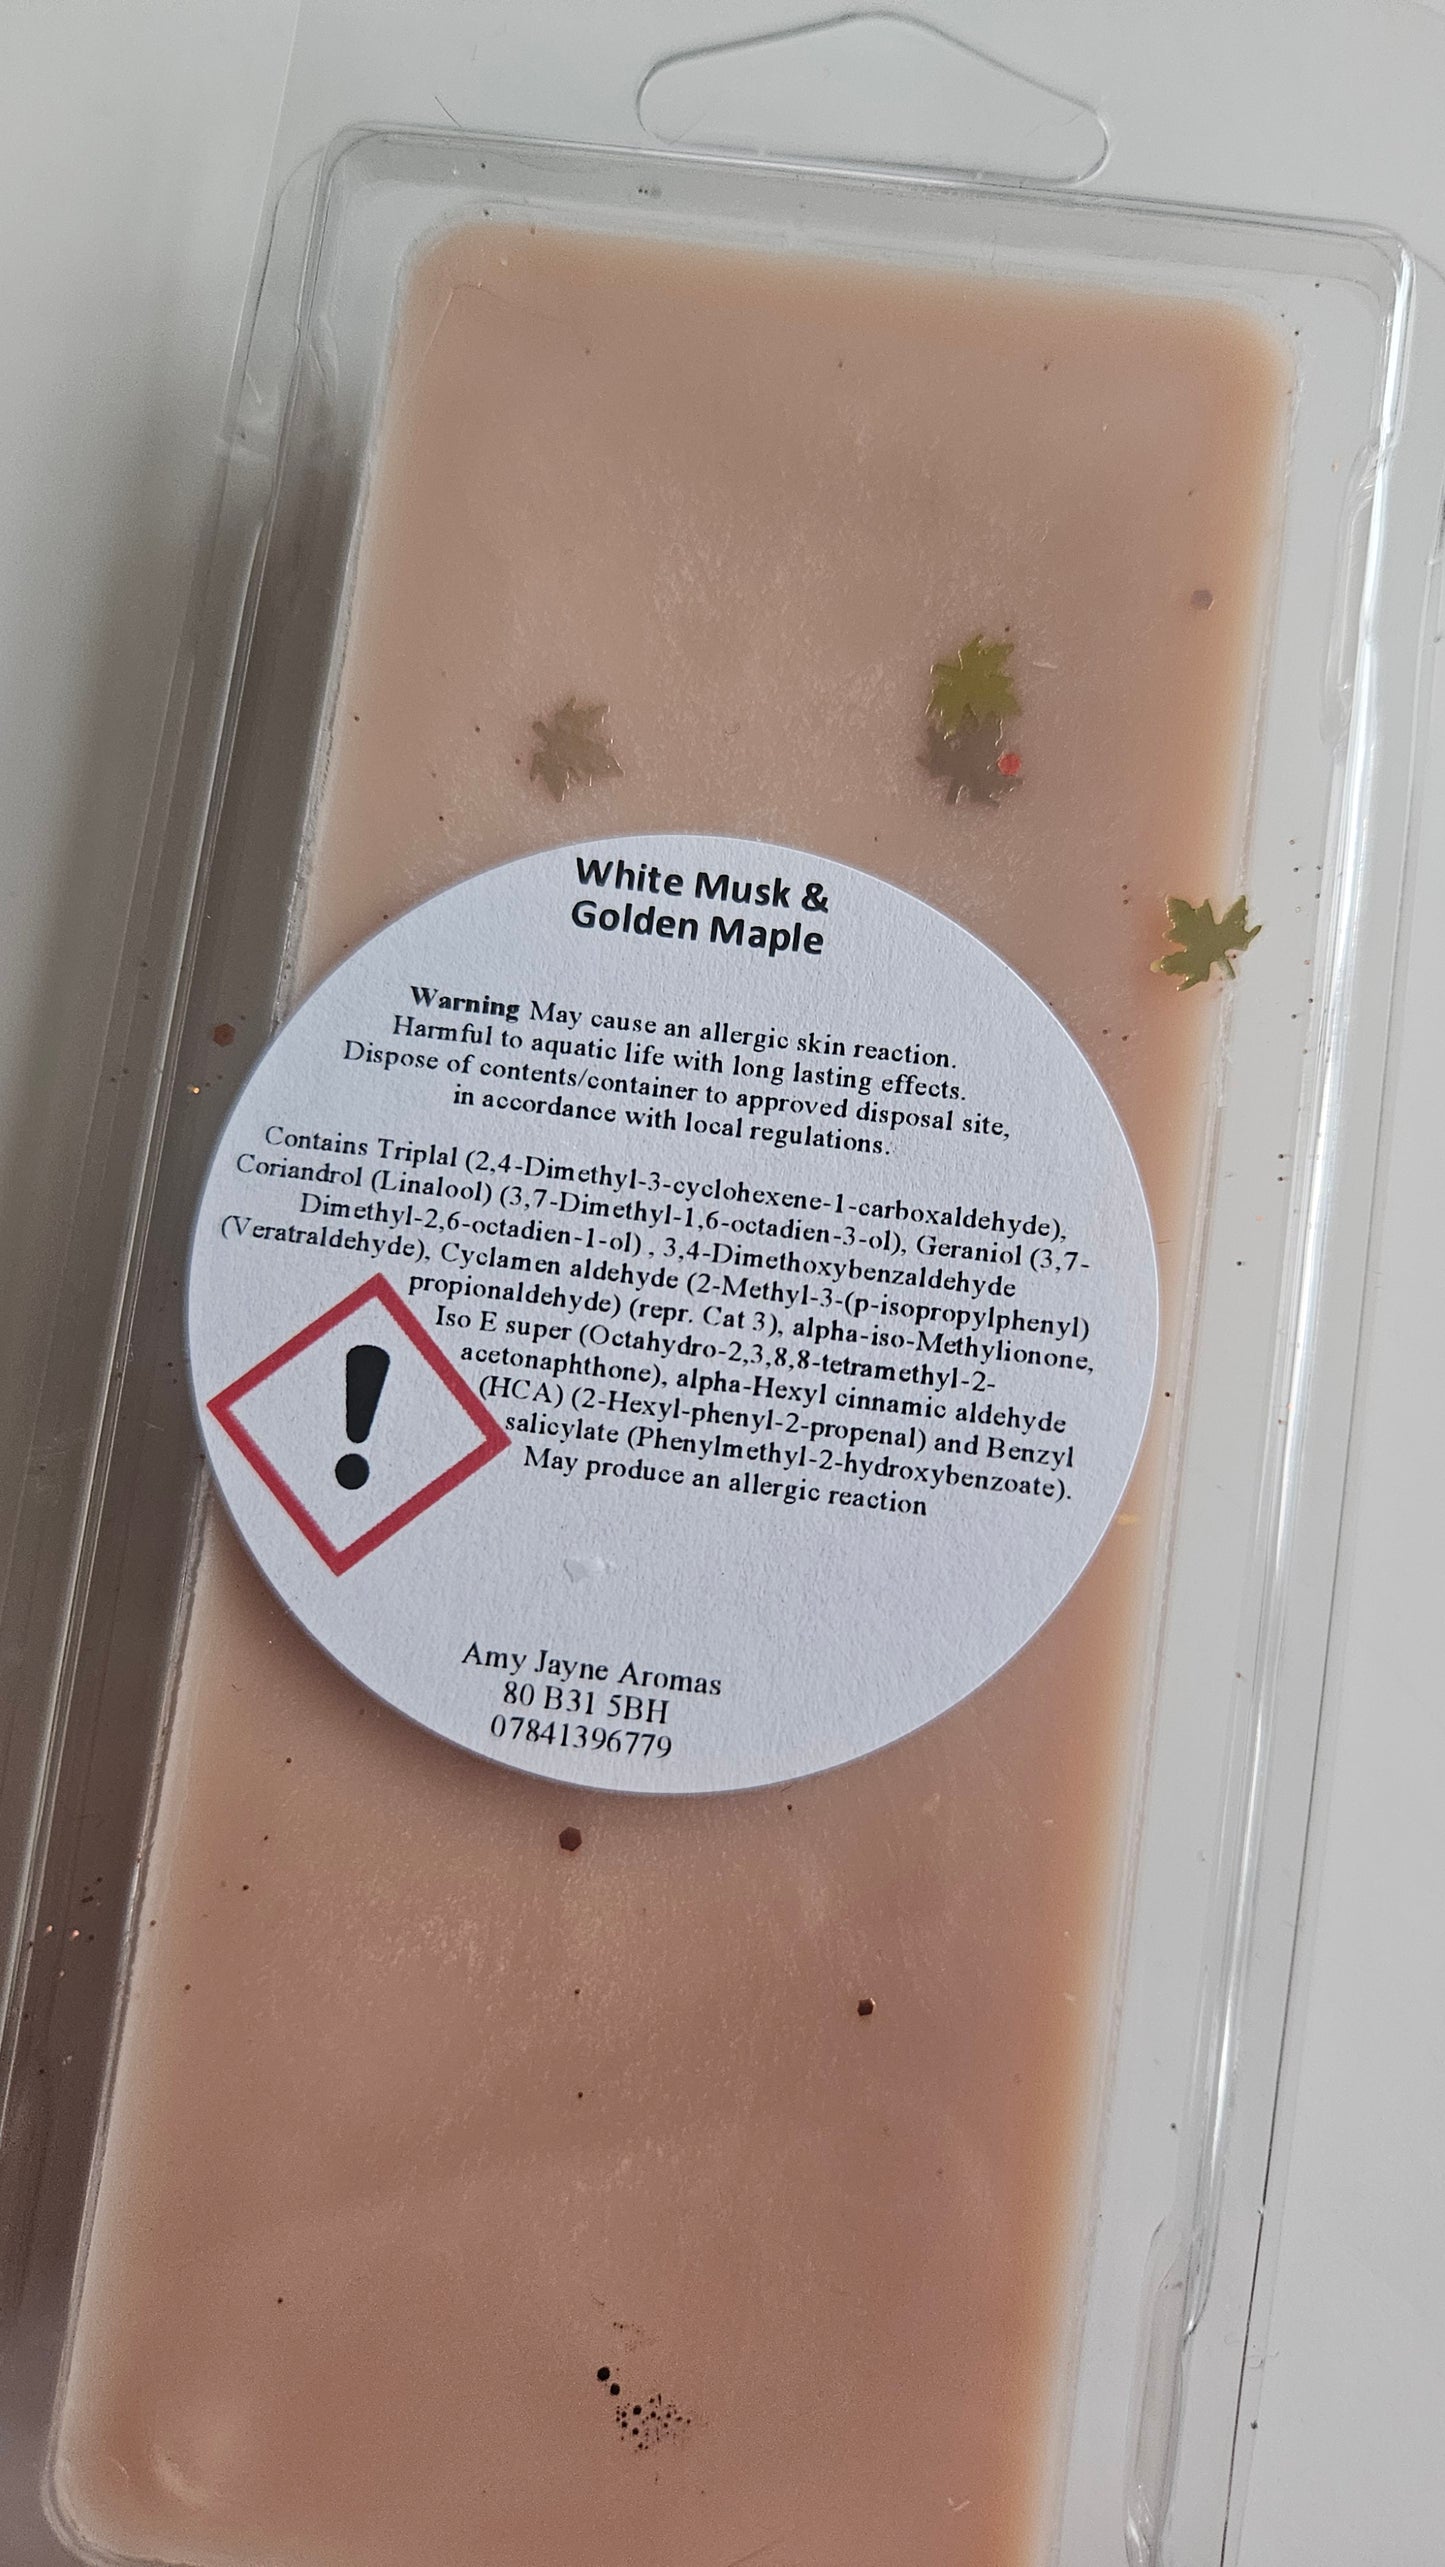 White Musk &
Golden Maple
Warning May cause an allergic skin reaction.
Harmful to aquatic life with long lasting effects.
Dispose of contents/container to approved disposal site,
in accordance with local regulations.
Contains Triplal (2,4-Dimethyl-3-cyclohexene-1-carboxaldehyde),
Coriandrol (Linalool) (3,7-Dimethyl-1,6-octadien-3-ol), Geraniol (3,7-
Dimethyl-2,6-octadien-1-ol) , 3,4-Dimethoxybenzaldehyde
(Veratraldehyde), Cyclamen aldehyde (2-Methyl-3-(p-isopropylphenyl)
propionaldehyde) (repr. Cat 3), alpha-iso-Methylionone,
Iso E super (Octahydro-2,3,8,8-tetramethyl-2-
acetonaphthone), alpha-Hexyl cinnamic aldehyde
(HCA) (2-Hexyl-phenyl-2-propenal) and Benzyl
salicylate (Phenylmethyl-2-hydroxybenzoate).
May produce an allergic reaction
Amy Jayne Aromas
80 B31 5BH
07841396779